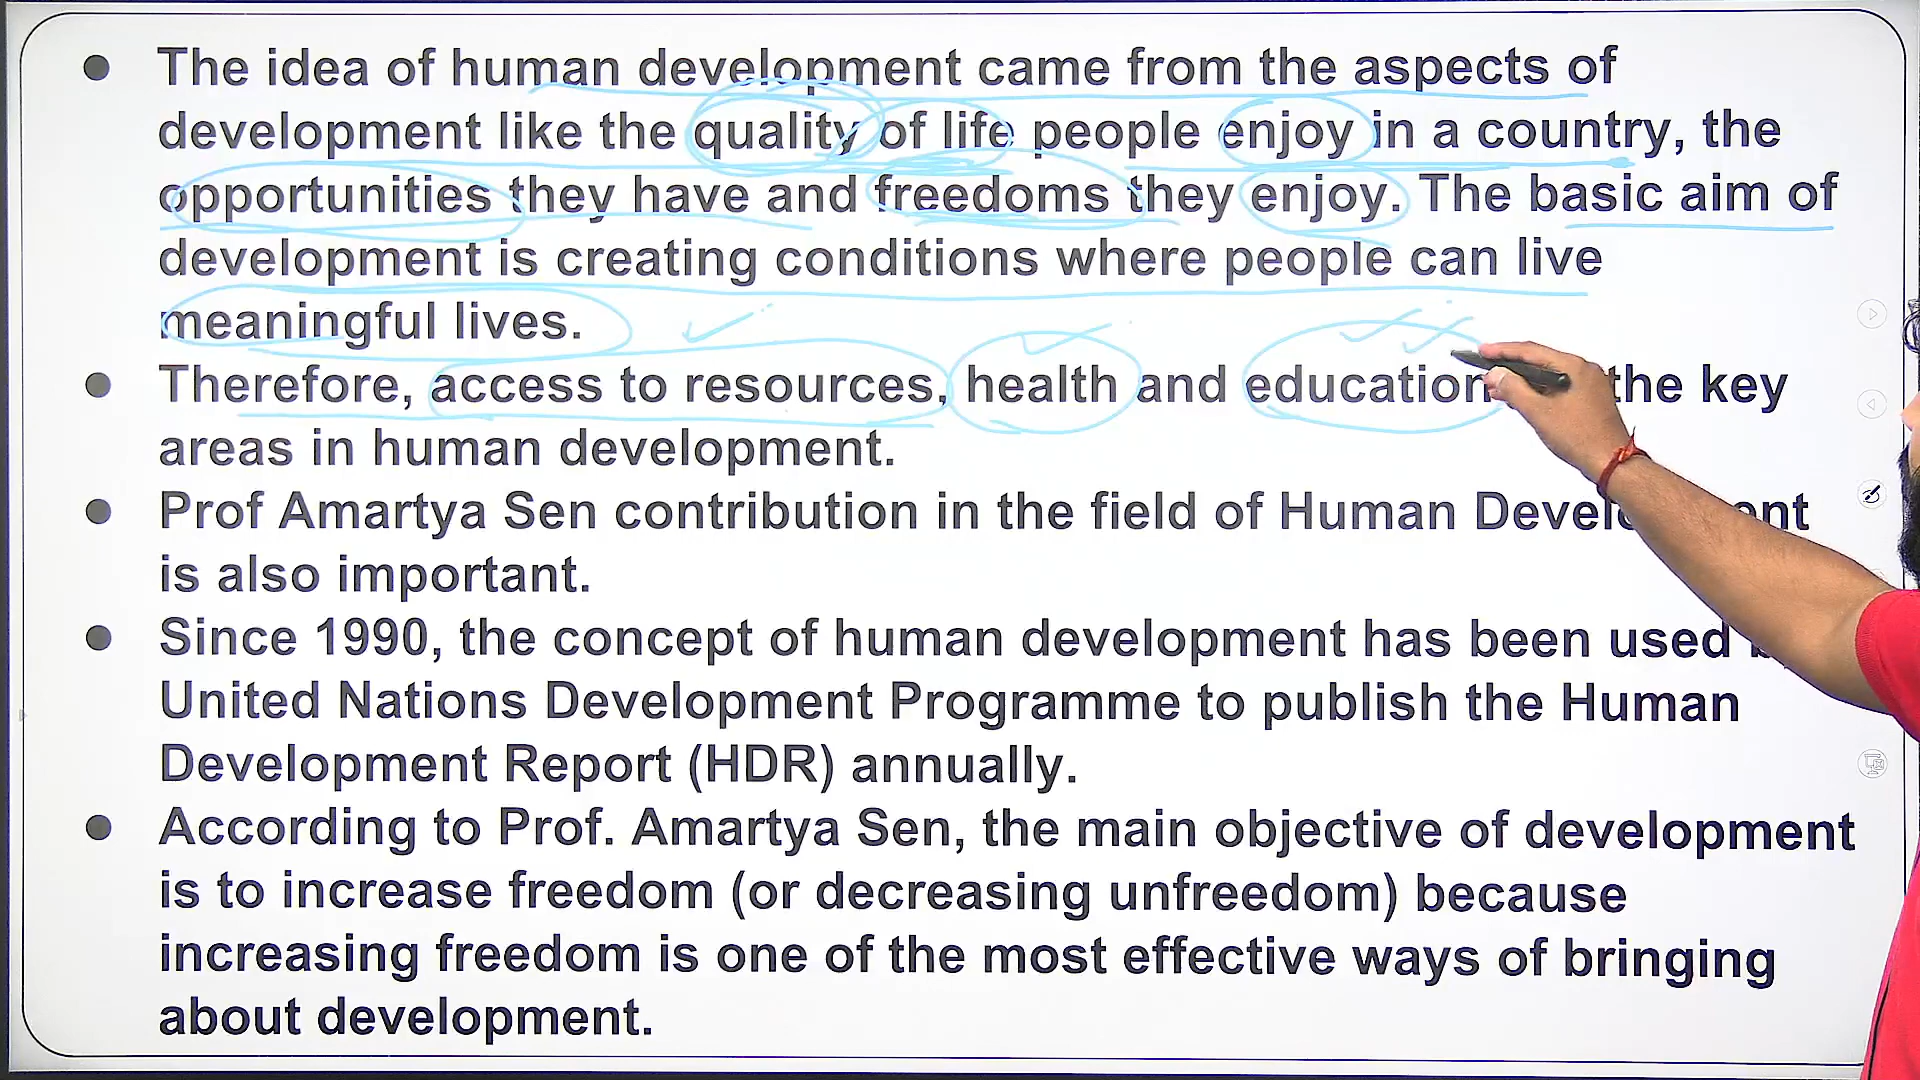 ● The idea of human development came from the aspects of
development like the quality of life people enjoy in a country, the
opportunities they have and freedoms they enjoy. The basic aim of
development is creating conditions where people can live
meaningful lives.
● Therefore, access to resources, health and education the key
areas in human development.
● Prof Amartya Sen contribution in the field of Human
is also important.
● Since 1990, the concept of human development has been used
United Nations Development Programme to publish the Human
Development Report (HDR) annually.
● According to Prof. Amartya Sen, the main objective of development
is to increase freedom (or decreasing unfreedom) because
increasing freedom is one of the most effective ways of bringing
about development.